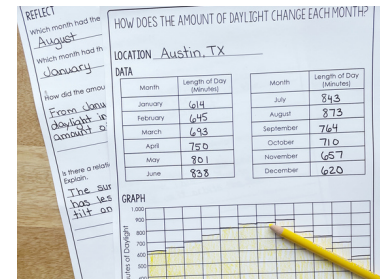 REFLECT
Which month had the
August
Which month had th
January
How did the amou
From Janu
daylight in
amount o
Is there a relati
Explain.
The sur
has les
tilt an
HOW DOES THE AMOUNT OF DAYLIGHT CHANGE EACH MONTH?
LOCATION Austin, TX
DATA
Month Length of Day (Minutes)
January 614
February 645
March 693
April 750
May 801
June 838
Month Length of Day (Minutes)
July 843
August 873
September 764
October 710
November 657
December 620
GRAPH
1,000
900
800
700
600
500
utes of Daylight